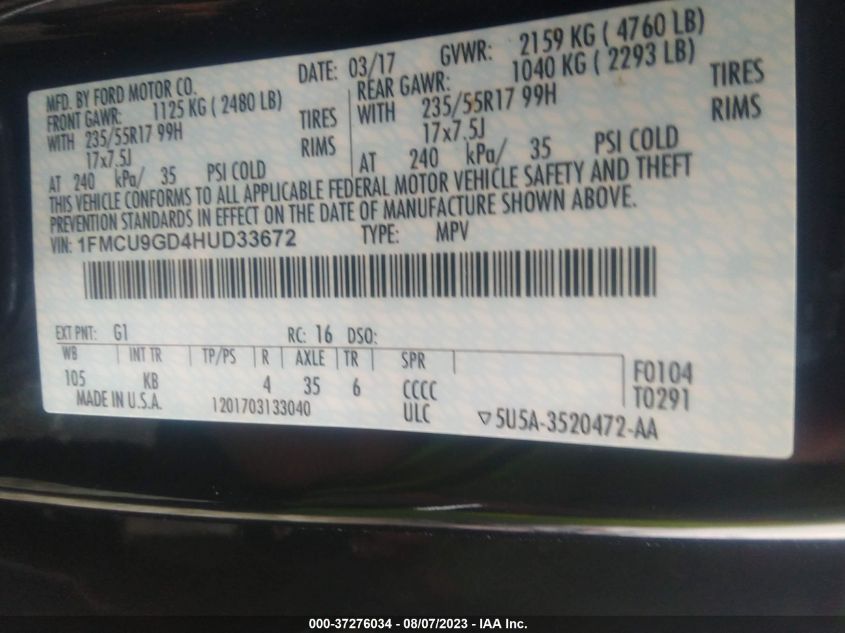 MFD. BY FORD MOTOR CO. DATE: 03/17 GVWR: 2159 KG ( 4760 LB)
FRONT GAWR: 1125 KG ( 2480 LB) REAR GAWR: 1040 KG ( 2293 LB)
WITH 235/55R17 99H TIRES WITH 235/55R17 99H TIRES
17x7.5J RIMS 17x7.5J RIMS
AT 240 kPa/ 35 PSI COLD AT 240 kPa/ 35 PSI COLD
THIS VEHICLE CONFORMS TO ALL APPLICABLE FEDERAL MOTOR VEHICLE SAFETY AND THEFT
PREVENTION STANDARDS IN EFFECT ON THE DATE OF MANUFACTURE SHOWN ABOVE.
VIN: 1FMCU9GD4HUD33672 TYPE: MPV
EXT PNT: G1 RC: 16 DSO:
WB INT TR TP/PS R AXLE TR SPR
105 KB 4 35 6 CCCC
F0104
T0291
MADE IN U.S.A. 1201703133040 ULC ▽5U5A-3520472-AA
000-37276034 - 08/07/2023 - IAA Inc.